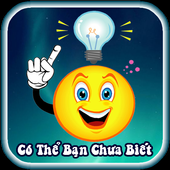 Có Thể Bạn Chưa Biết